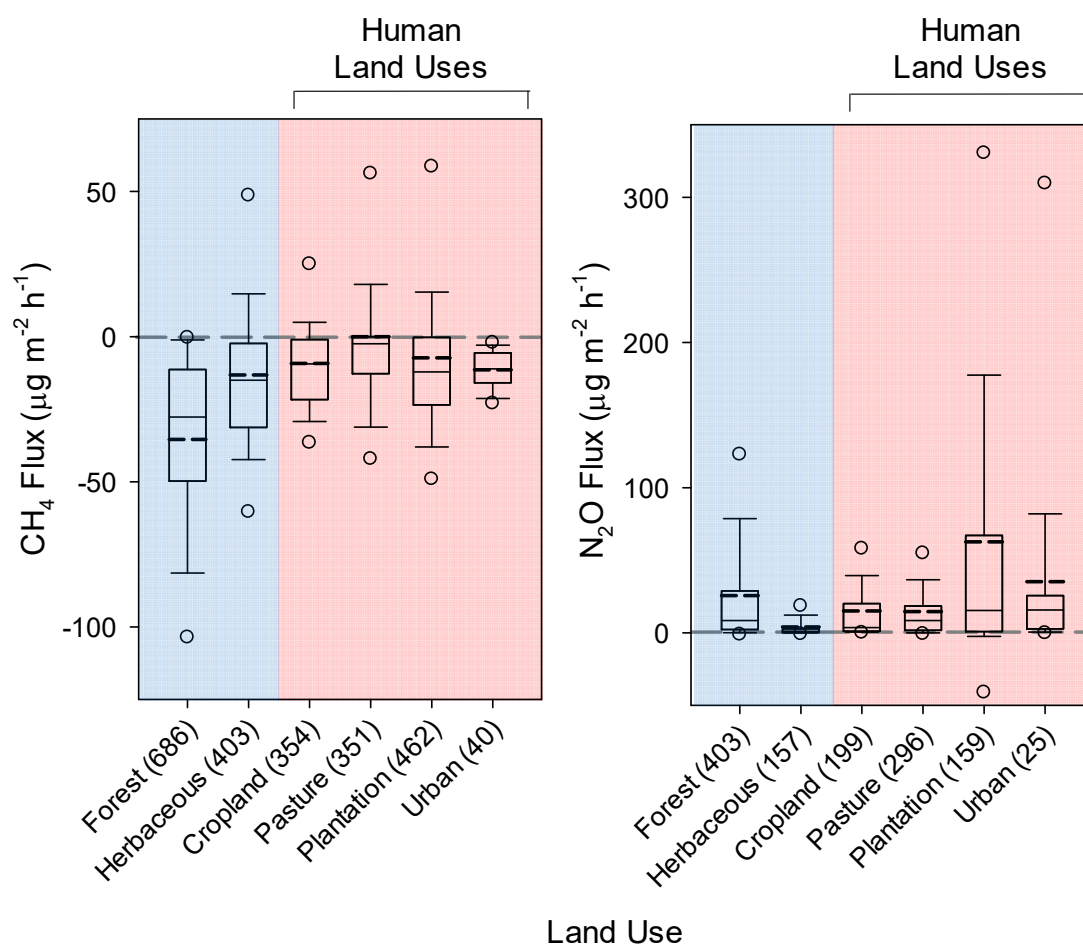 Human
Land Uses
Human
Land Uses
CH₄ Flux (μg m⁻² h⁻¹)
50
0
-50
-100
Forest (686)
Herbaceous (403)
Cropland (354)
Pasture (351)
Plantation (462)
Urban (40)
N₂O Flux (μg m⁻² h⁻¹)
300
200
100
0
Forest (403)
Herbaceous (157)
Cropland (199)
Pasture (296)
Plantation (159)
Urban (25)
Land Use